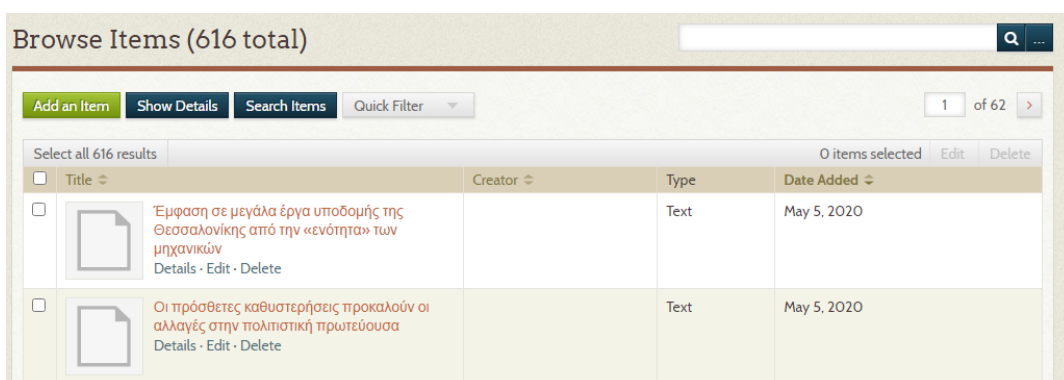 Browse Items (616 total)
...
Add an Item Show Details Search Items Quick Filter 1 of 62 >
Select all 616 results 0 items selected Edit Delete
Title Creator Type Date Added
Έμφαση σε μεγάλα έργα υποδομής της Text May 5, 2020
Θεσσαλονίκης από την «ενότητα» των
μηχανικών
Details · Edit · Delete
Οι πρόσθετες καθυστερήσεις προκαλούν οι Text May 5, 2020
αλλαγές στην πολιτιστική πρωτεύουσα
Details · Edit · Delete